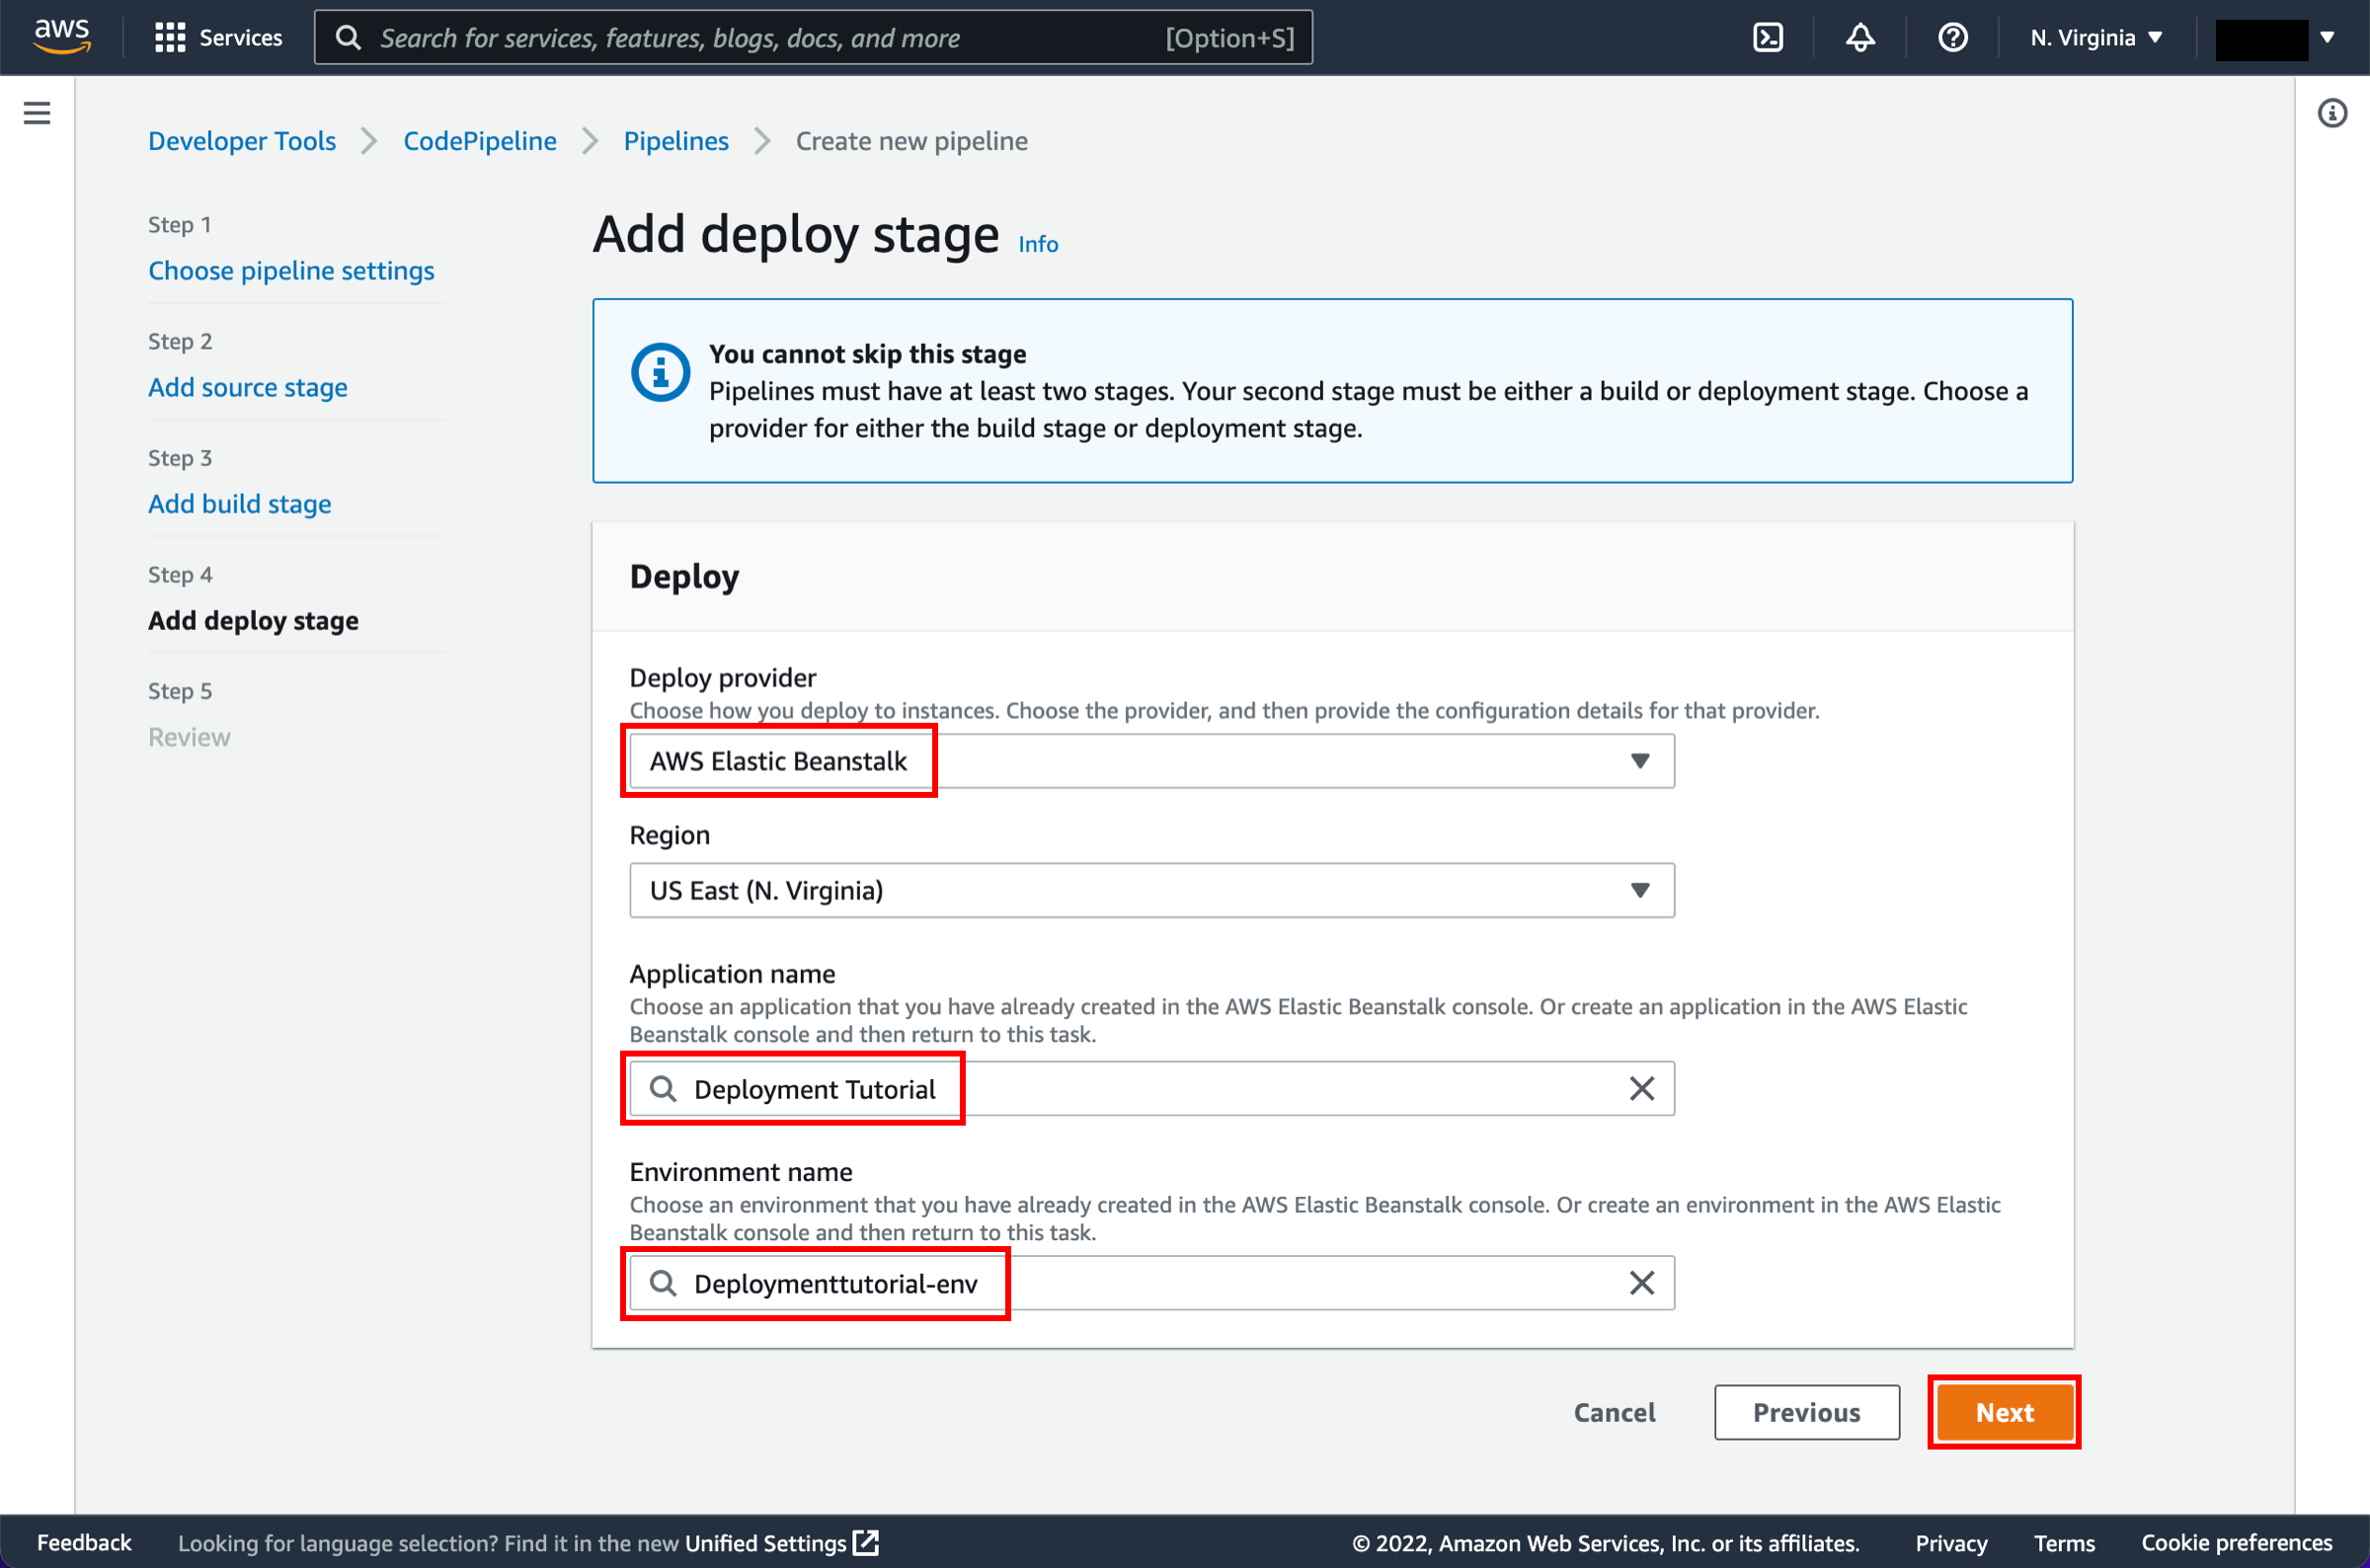 aws
Services
Search for services, features, blogs, docs, and more
[Option+S]
N. Virginia
Developer Tools
CodePipeline
Pipelines
Create new pipeline
Step 1
Choose pipeline settings
Step 2
Add source stage
Step 3
Add build stage
Step 4
Add deploy stage
Step 5
Review
Add deploy stage
Info
You cannot skip this stage
Pipelines must have at least two stages. Your second stage must be either a build or deployment stage. Choose a
provider for either the build stage or deployment stage.
Deploy
Deploy provider
Choose how you deploy to instances. Choose the provider, and then provide the configuration details for that provider.
AWS Elastic Beanstalk
Region
US East (N. Virginia)
Application name
Choose an application that you have already created in the AWS Elastic Beanstalk console. Or create an application in the AWS Elastic
Beanstalk console and then return to this task.
Deployment Tutorial
Environment name
Choose an environment that you have already created in the AWS Elastic Beanstalk console. Or create an environment in the AWS Elastic
Beanstalk console and then return to this task.
Deploymenttutorial-env
Cancel
Previous
Next
Feedback
Looking for language selection? Find it in the new Unified Settings
© 2022, Amazon Web Services, Inc. or its affiliates.
Privacy
Terms
Cookie preferences